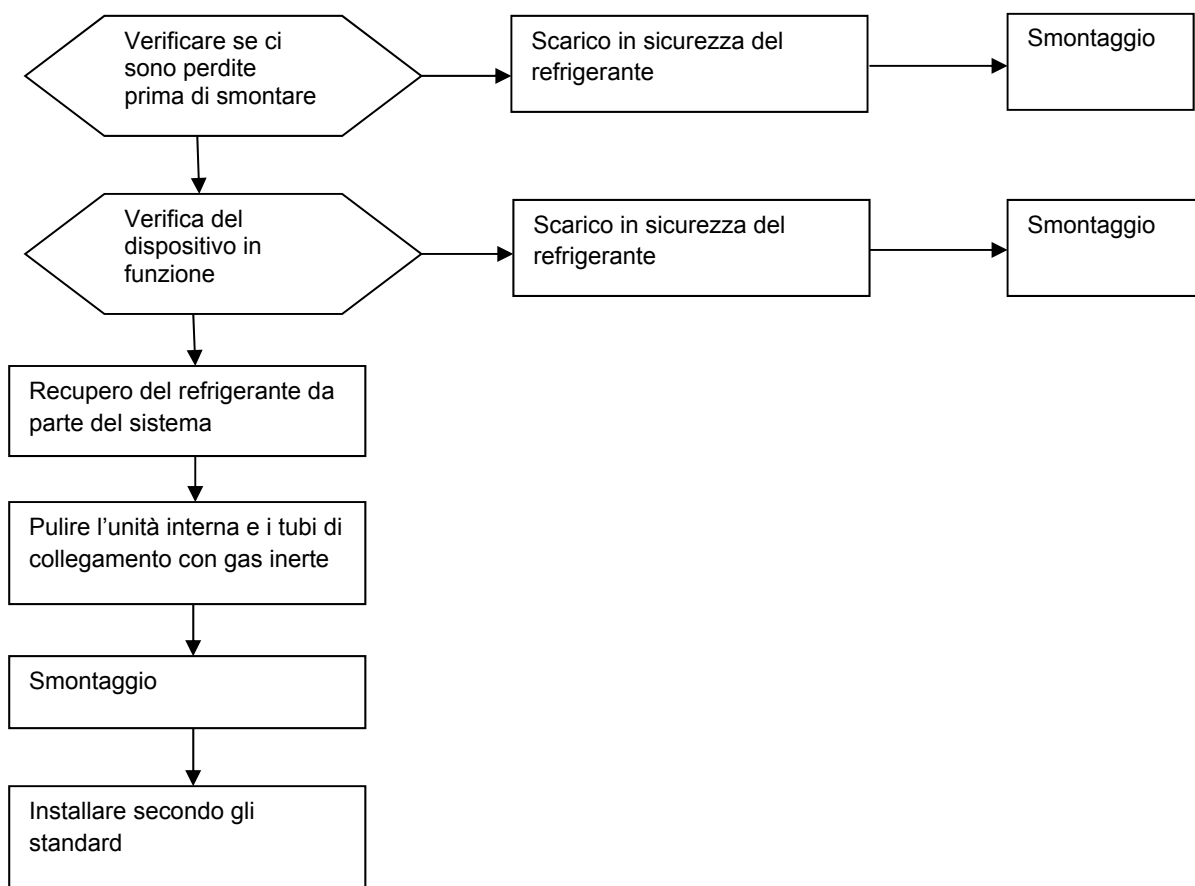 Verificare se ci
sono perdite
prima di smontare
Scarico in sicurezza del
refrigerante
Smontaggio
Verifica del
dispositivo in
funzione
Scarico in sicurezza del
refrigerante
Smontaggio
Recupero del refrigerante da
parte del sistema
Pulire l’unità interna e i tubi di
collegamento con gas inerte
Smontaggio
Installare secondo gli
standard